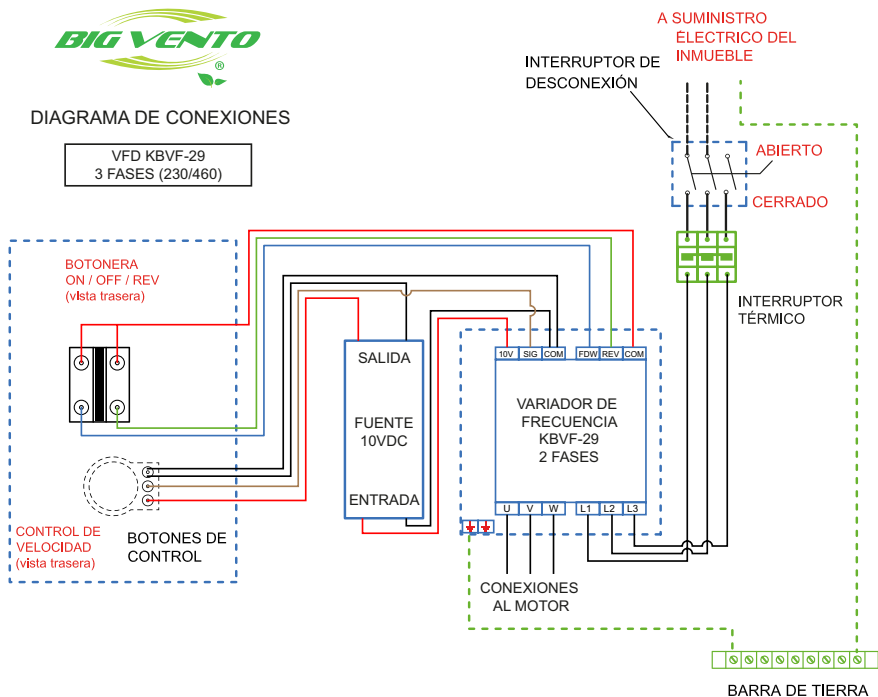 BIG VENTO
®
DIAGRAMA DE CONEXIONES
VFD KBVF-29
3 FASES (230/460)
A SUMINISTRO
ÉLECTRICO DEL
INMUEBLE
INTERRUPTOR DE
DESCONEXIÓN
ABIERTO
CERRADO
INTERRUPTOR
TÉRMICO
BOTONERA
ON / OFF / REV
(vista trasera)
CONTROL DE
VELOCIDAD
(vista trasera)
BOTONES DE
CONTROL
SALIDA
FUENTE
10VDC
ENTRADA
10V SIG COM FDW REV COM
VARIADOR DE
FRECUENCIA
KBVF-29
2 FASES
U V W L1 L2 L3
CONEXIONES
AL MOTOR
BARRA DE TIERRA